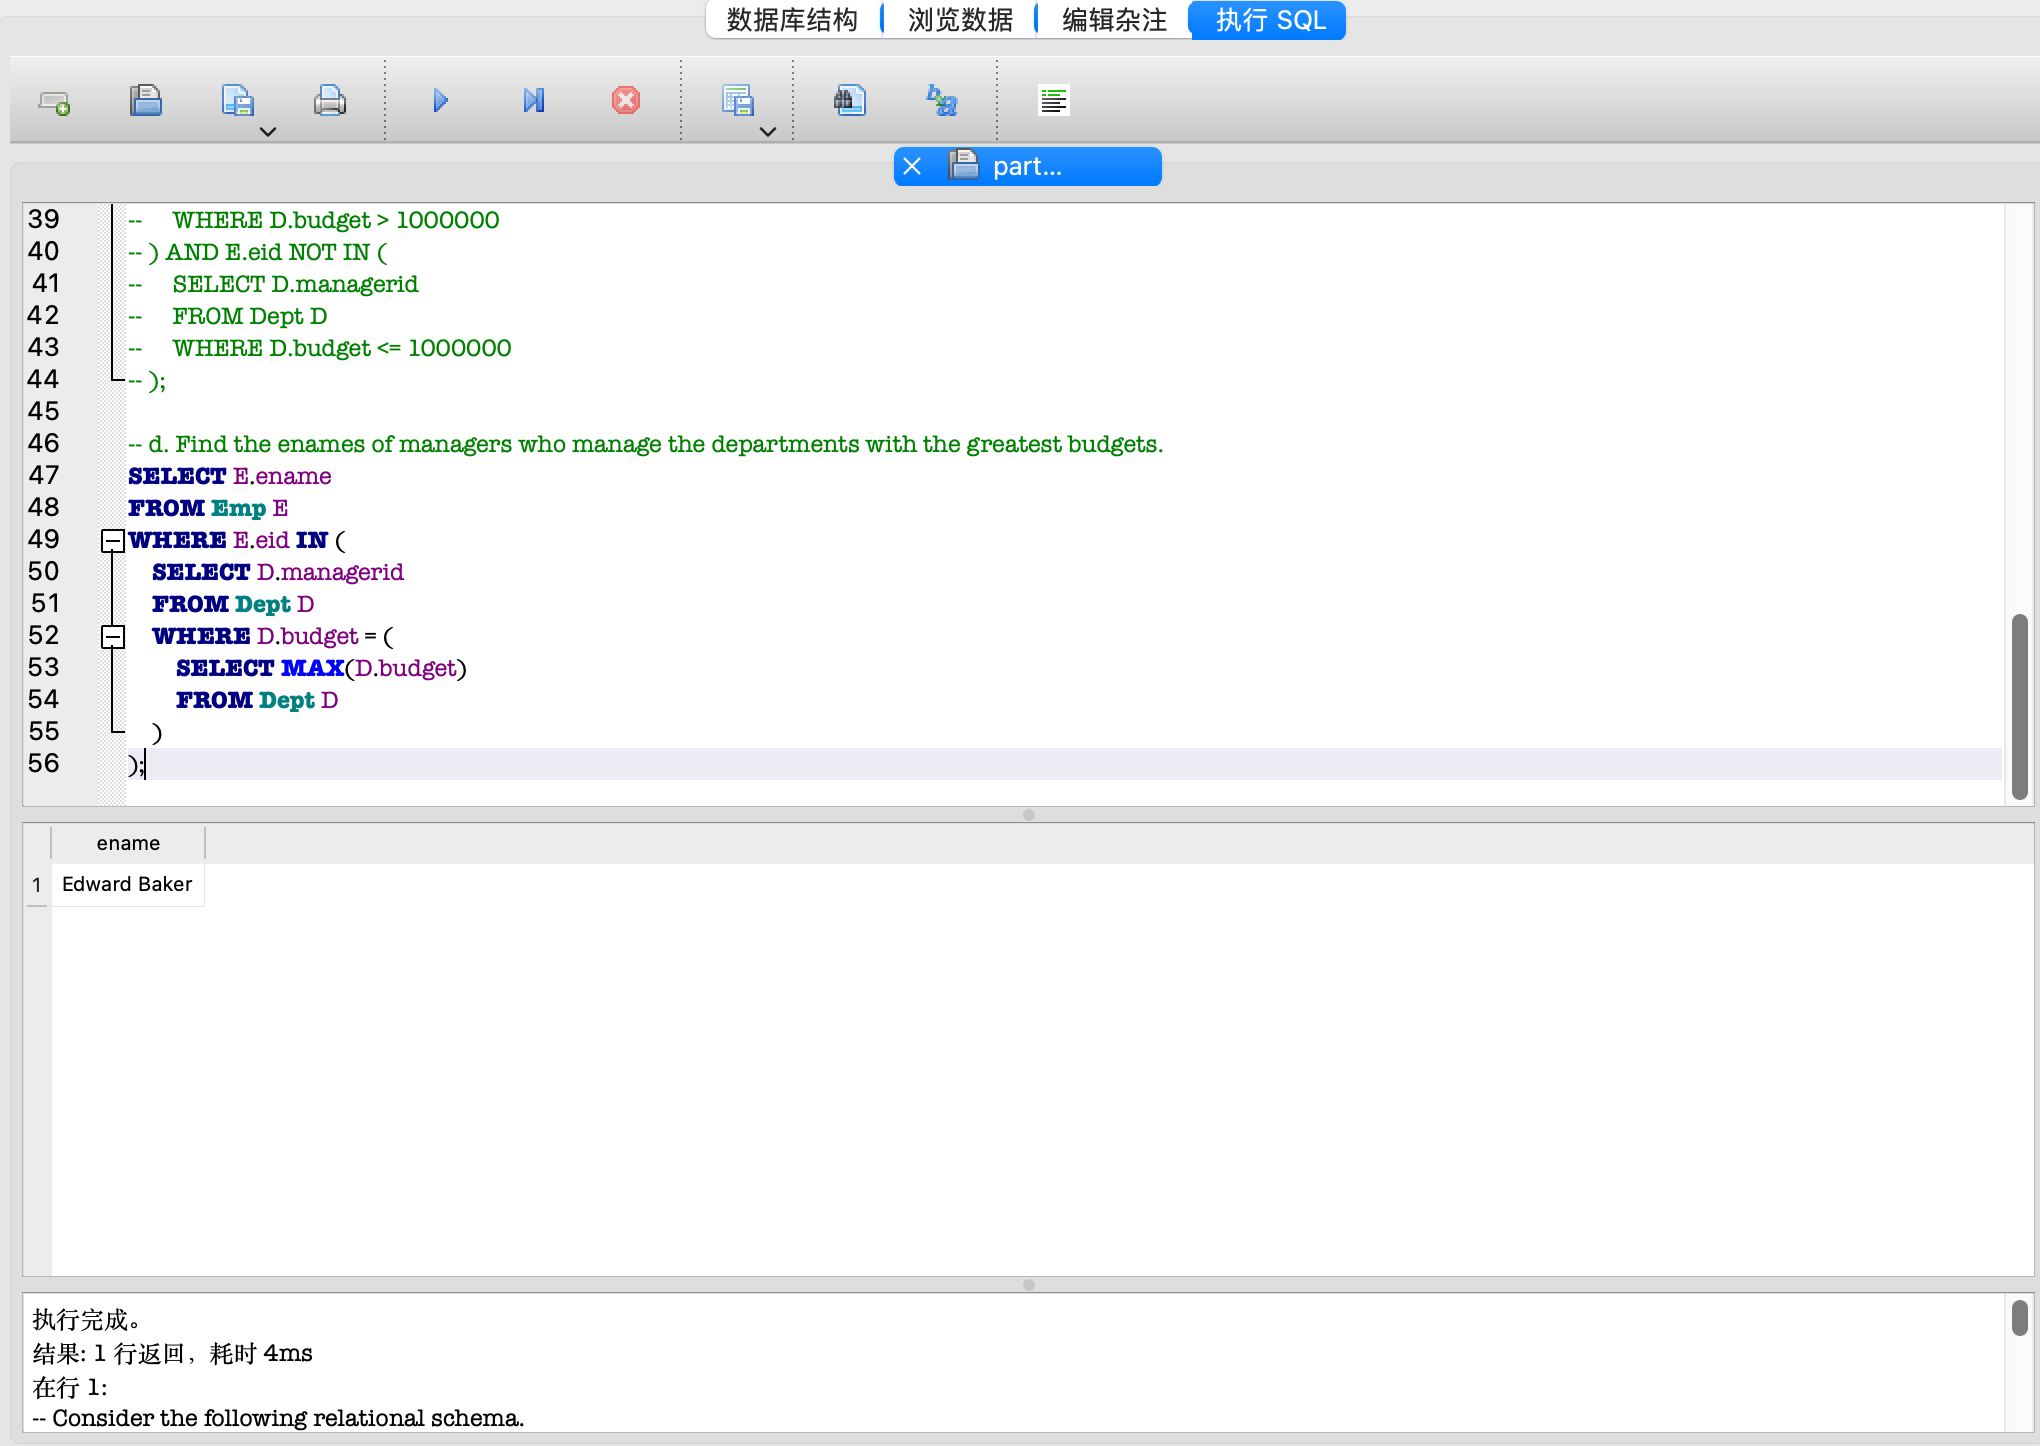 数据库结构 浏览数据 编辑杂注 执行 SQL
part...
39 -- WHERE D.budget > 1000000
40 -- ) AND E.eid NOT IN (
41 -- SELECT D.managerid
42 -- FROM Dept D
43 -- WHERE D.budget <= 1000000
44 -- );
45
46 -- d. Find the enames of managers who manage the departments with the greatest budgets.
47 SELECT E.ename
48 FROM Emp E
49 WHERE E.eid IN (
50 SELECT D.managerid
51 FROM Dept D
52 WHERE D.budget = (
53 SELECT MAX(D.budget)
54 FROM Dept D
55 )
56 );
ename
1 Edward Baker
执行完成。
结果: 1 行返回，耗时 4ms
在行 1:
-- Consider the following relational schema.